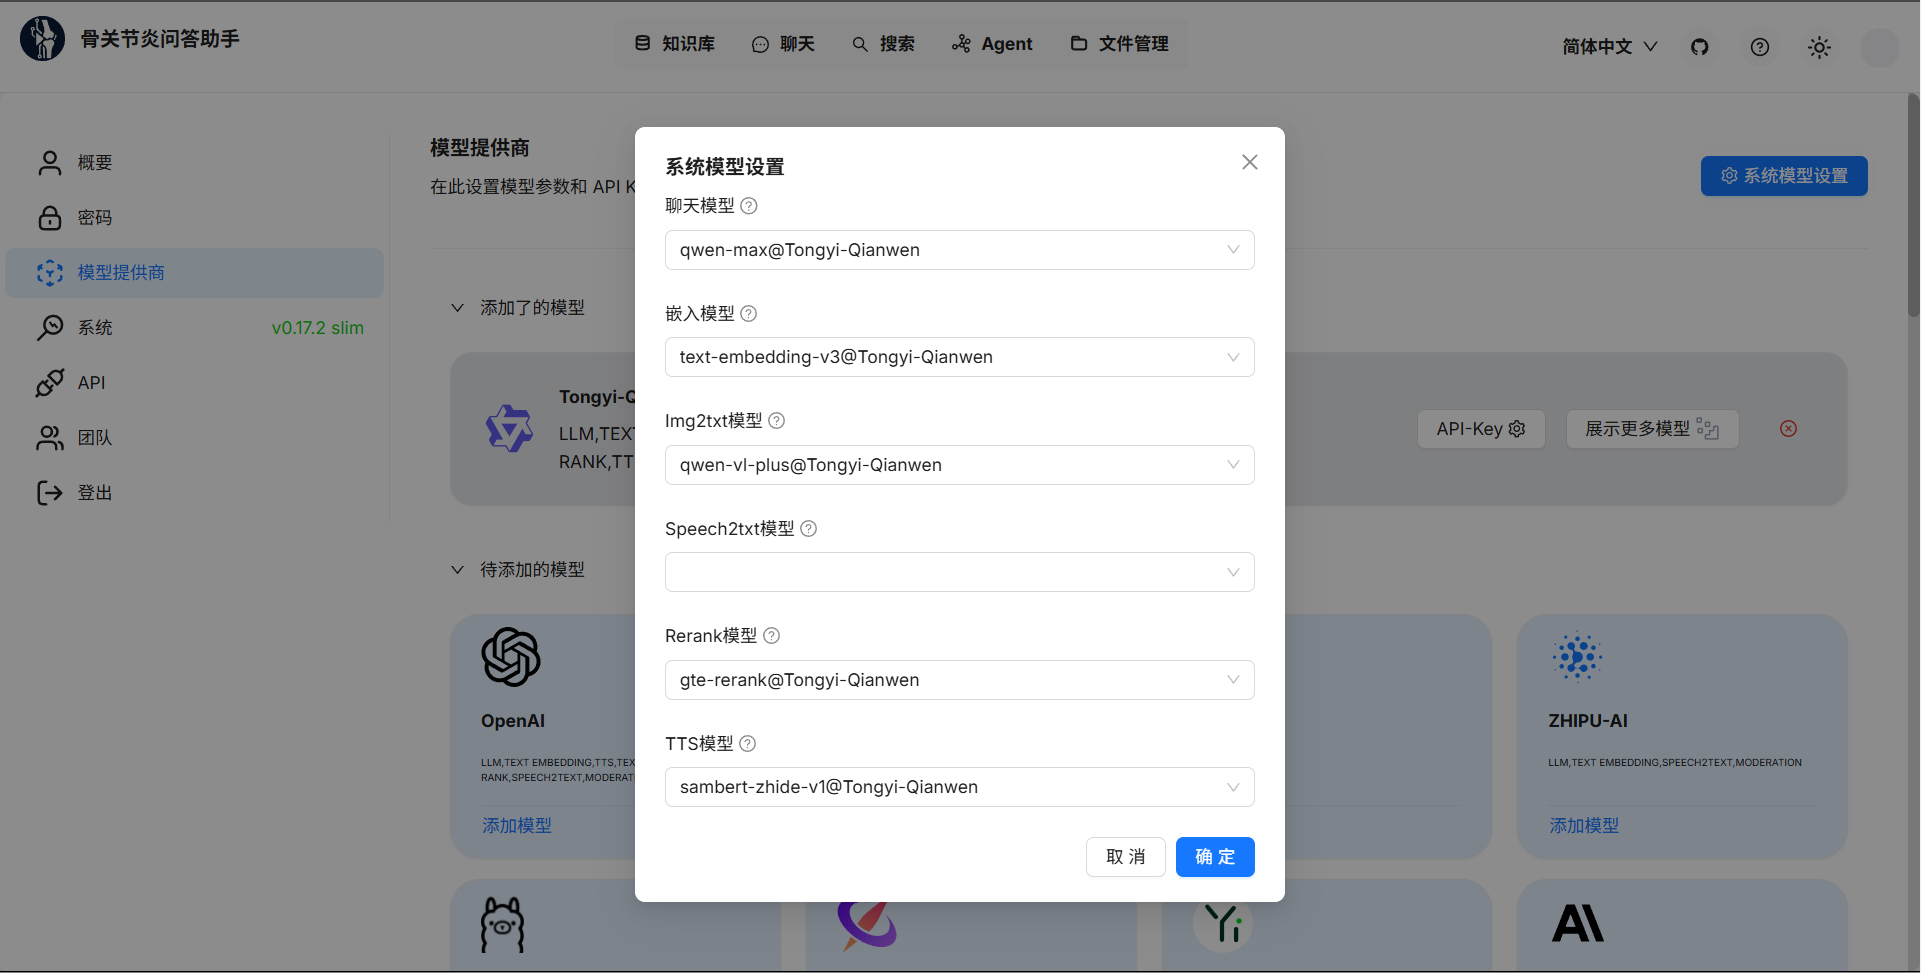 骨关节炎问答助手
知识库
聊天
搜索
Agent
文件管理
简体中文
概要
密码
模型提供商
系统
v0.17.2 slim
API
团队
登出
模型提供商
在此设置模型参数和 API K
系统模型设置
添加了的模型
Tongyi-Q
LLM,TEXT
RANK,TT
API-Key
展示更多模型
待添加的模型
OpenAI
LLM,TEXT EMBEDDING,TTS,TEX
RANK,SPEECH2TEXT,MODERAT
添加模型
ZHIPU-AI
LLM,TEXT EMBEDDING,SPEECH2TEXT,MODERATION
添加模型
系统模型设置
聊天模型
qwen-max@Tongyi-Qianwen
嵌入模型
text-embedding-v3@Tongyi-Qianwen
Img2txt模型
qwen-vl-plus@Tongyi-Qianwen
Speech2txt模型
Rerank模型
gte-rerank@Tongyi-Qianwen
TTS模型
sambert-zhide-v1@Tongyi-Qianwen
取 消
确 定